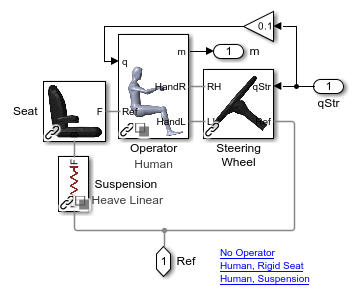 0.1
q
m
1
m
HandR
RH
qStr
1
qStr
Seat
F
Ref
HandL
LH
Ref
Operator
Human
Steering
Wheel
F
Suspension
Heave Linear
1
Ref
No Operator
Human, Rigid Seat
Human, Suspension